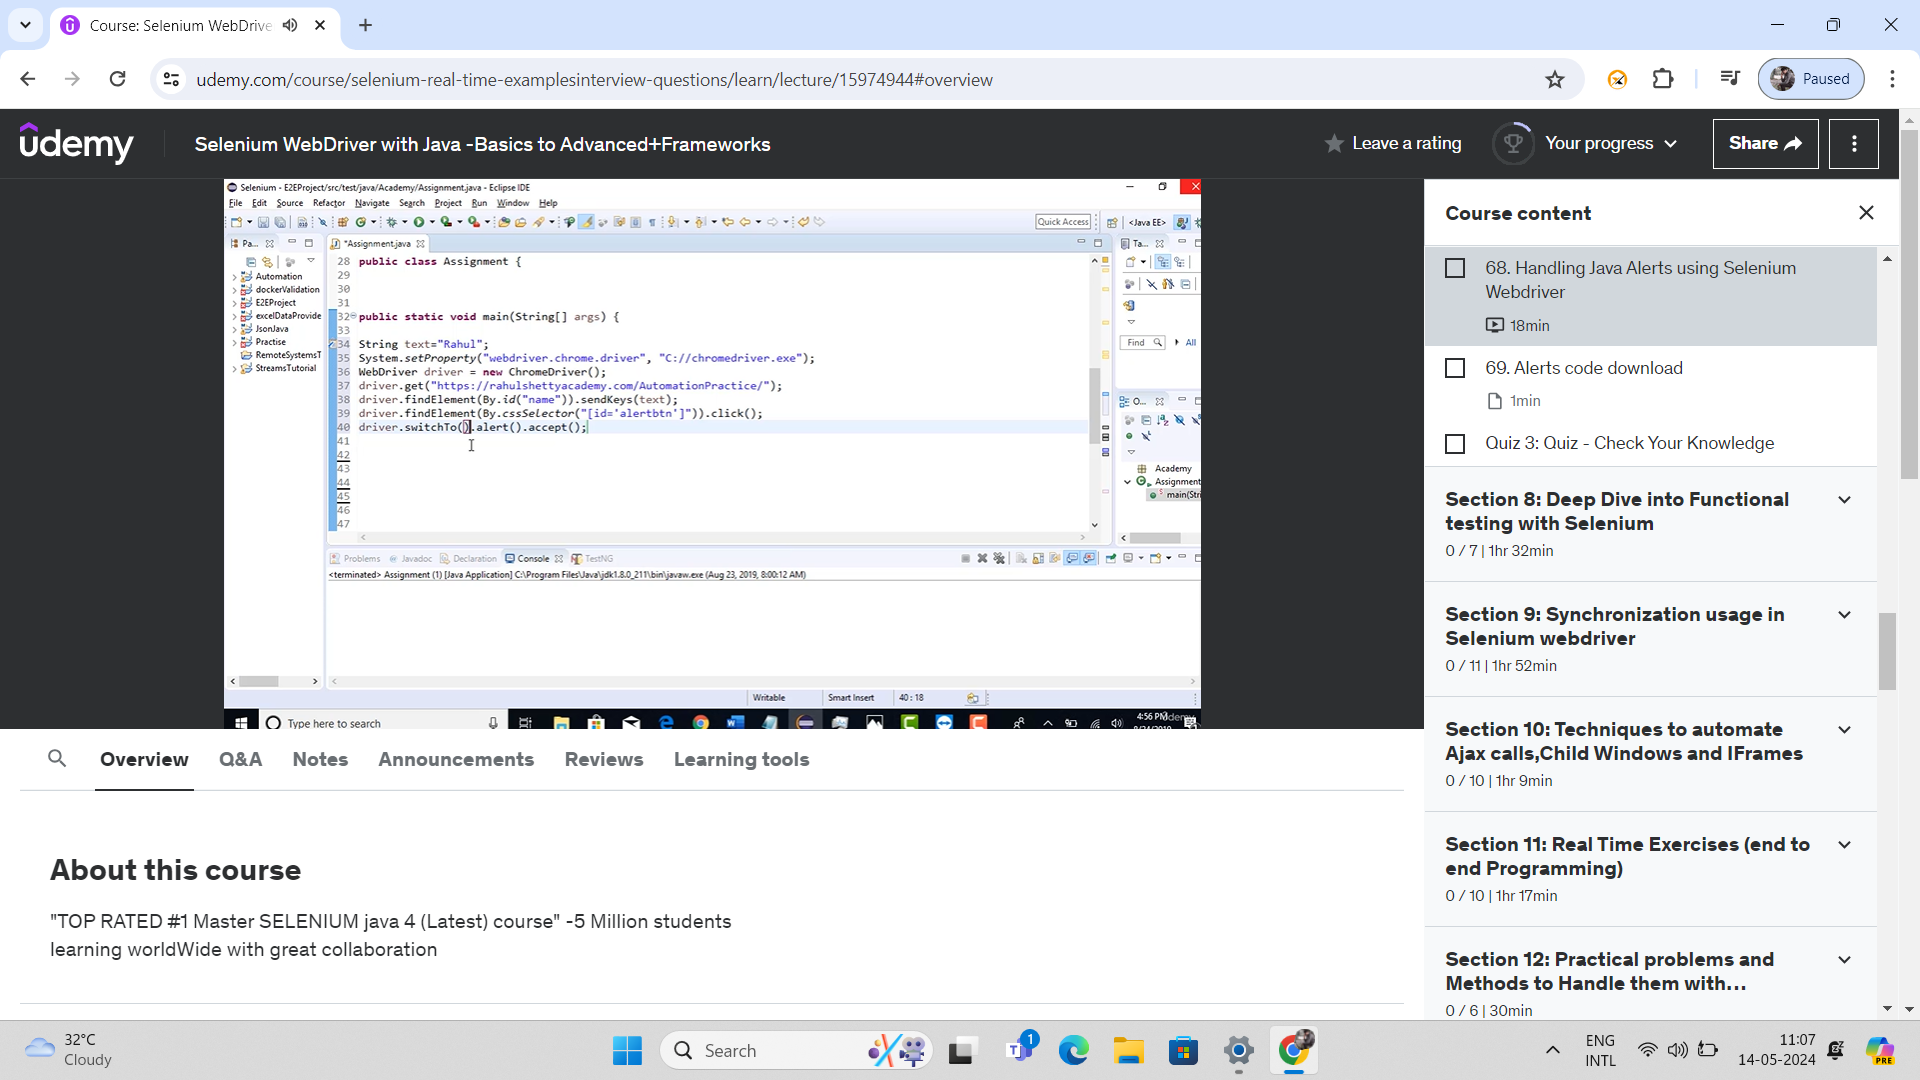 Course: Selenium WebDrive
udemy.com/course/selenium-real-time-examplesinterview-questions/learn/lecture/15974944#overview
Paused
udemy
Selenium WebDriver with Java -Basics to Advanced+Frameworks
Leave a rating
Your progress
Share
Selenium - E2EProject/src/test/java/Academy/Assignment.java - Eclipse IDE
File Edit Source Refactor Navigate Search Project Run Window Help
Quick Access
<Java EE>
Pa...
*Assignment.java
Ta...
Automation
dockerValidation
E2EProject
excelDataProvide
JsonJava
Practise
RemoteSystemsT
StreamsTutorial
28 public class Assignment {
29
30
31
32 public static void main(String[] args) {
33
34 String text="Rahul";
35 System.setProperty("webdriver.chrome.driver", "C://chromedriver.exe");
36 WebDriver driver = new ChromeDriver();
37 driver.get("https://rahulshettyacademy.com/AutomationPractice/");
38 driver.findElement(By.id("name")).sendKeys(text);
39 driver.findElement(By.cssSelector("[id='alertbtn']")).click();
40 driver.switchTo().alert().accept();
41
42
43
44
45
46
47
Find
All
O...
Academy
Assignment
main(Stri
Problems Javadoc Declaration Console TestNG
<terminated> Assignment (1) [Java Application] C:\Program Files\Java\jdk1.8.0_211\bin\javaw.exe (Aug 23, 2019, 8:00:12 AM)
Writable
Smart Insert
40 : 18
Type here to search
4:56 PM
Course content
68. Handling Java Alerts using Selenium
Webdriver
18min
69. Alerts code download
1min
Quiz 3: Quiz - Check Your Knowledge
Section 8: Deep Dive into Functional
testing with Selenium
0 / 7 | 1hr 32min
Section 9: Synchronization usage in
Selenium webdriver
0 / 11 | 1hr 52min
Section 10: Techniques to automate
Ajax calls,Child Windows and IFrames
0 / 10 | 1hr 9min
Section 11: Real Time Exercises (end to
end Programming)
0 / 10 | 1hr 17min
Section 12: Practical problems and
Methods to Handle them with...
0 / 6 | 30min
Overview
Q&A
Notes
Announcements
Reviews
Learning tools
About this course
"TOP RATED #1 Master SELENIUM java 4 (Latest) course" -5 Million students
learning worldWide with great collaboration
32°C
Cloudy
Search
1
ENG
INTL
11:07
14-05-2024
PRE